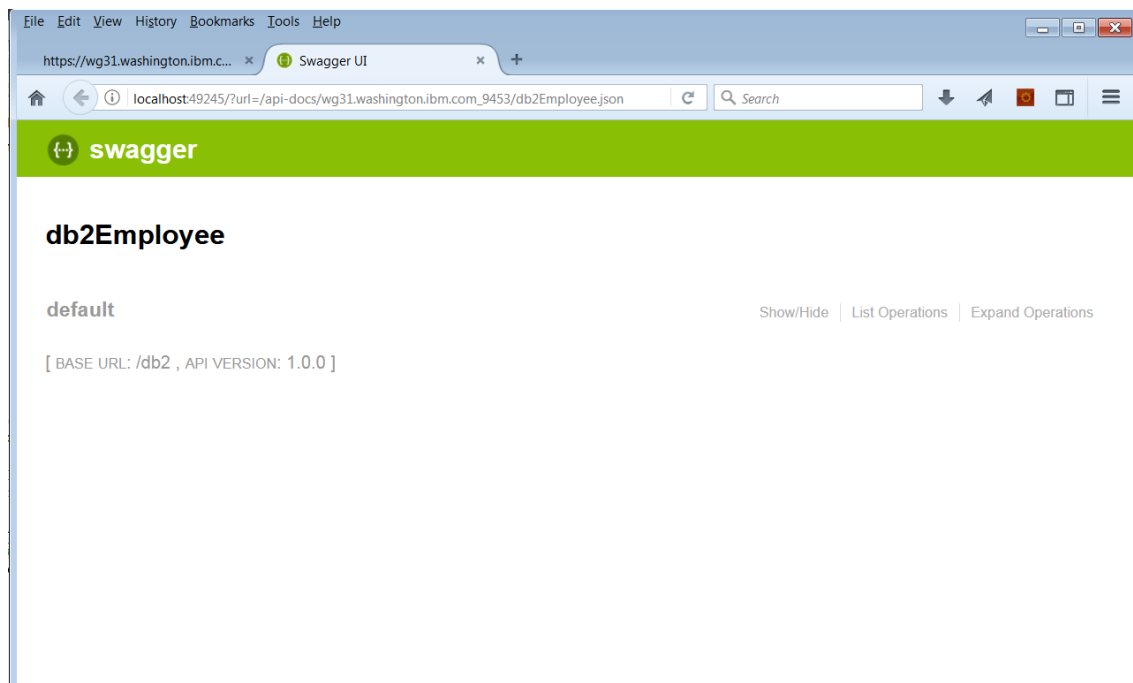 File Edit View History Bookmarks Tools Help
https://wg31.washington.ibm.c... × {···} Swagger UI × +
localhost:49245/?url=/api-docs/wg31.washington.ibm.com_9453/db2Employee.json Search
{···} swagger
db2Employee
default Show/Hide List Operations Expand Operations
[ BASE URL: /db2 , API VERSION: 1.0.0 ]